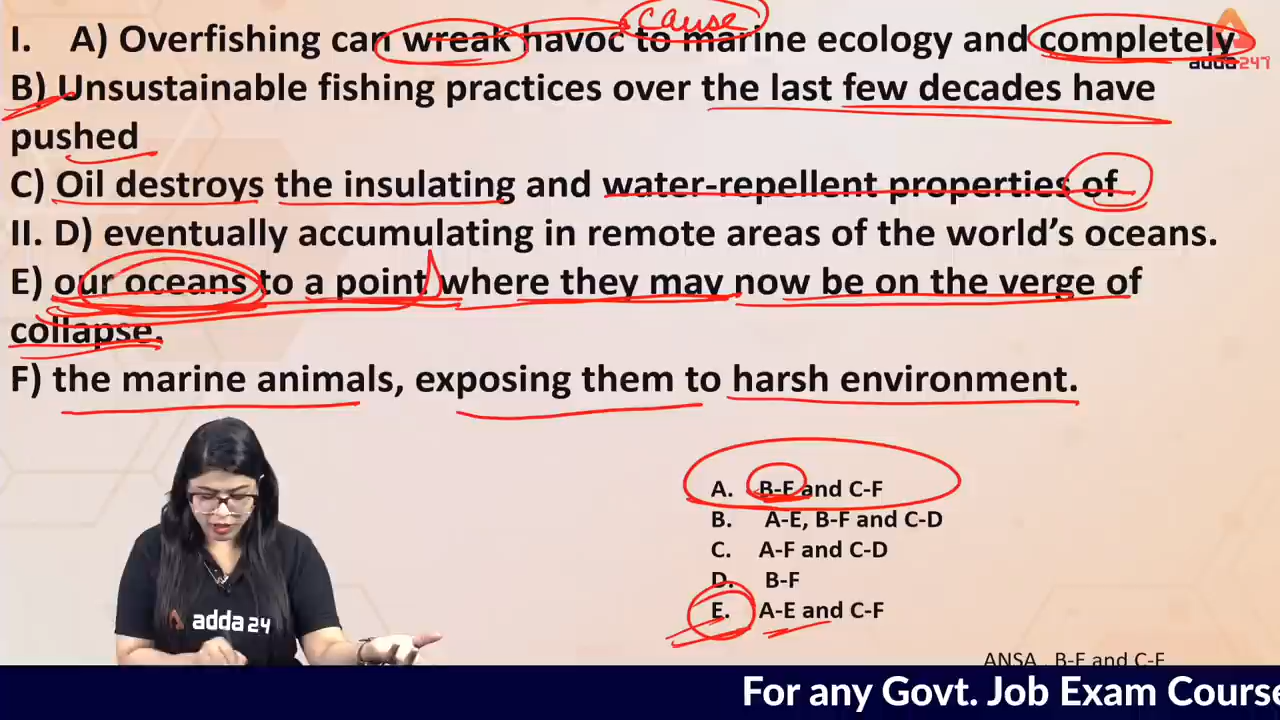 cause
I. A) Overfishing can wreak havoc to marine ecology and completely
adda247
B) Unsustainable fishing practices over the last few decades have
pushed
C) Oil destroys the insulating and water-repellent properties of
II. D) eventually accumulating in remote areas of the world’s oceans.
E) our oceans to a point where they may now be on the verge of
collapse.
F) the marine animals, exposing them to harsh environment.
A. B-E and C-F
B. A-E, B-F and C-D
C. A-F and C-D
D. B-F
E. A-E and C-F
adda24
ANSA . B-E and C-F
For any Govt. Job Exam Course